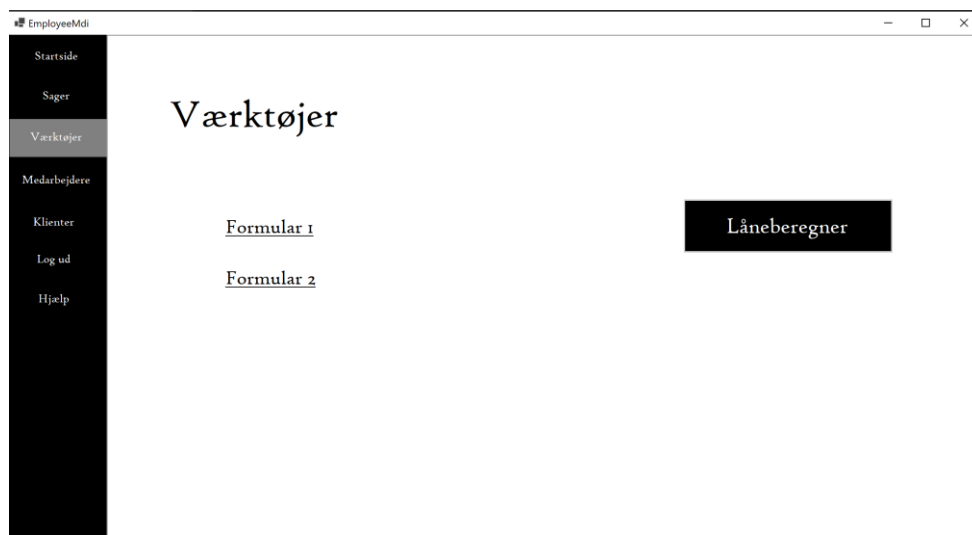 EmployeeMdi
Startside
Sager
Værktøjer
Medarbejdere
Klienter
Log ud
Hjælp
Værktøjer
Formular 1
Formular 2
Låneberegner